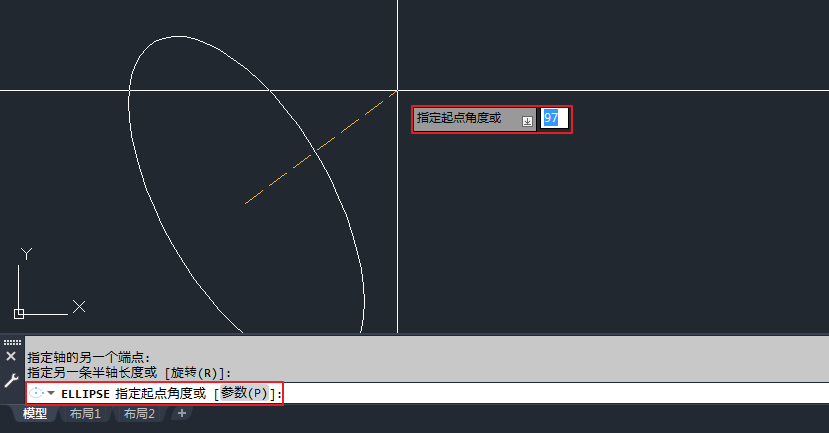 指定起点角度或 97
Y
X
指定轴的另一个端点:
指定另一条半轴长度或 [旋转(R)]:
ELLIPSE 指定起点角度或 [参数(P)]:
模型 布局1 布局2 +